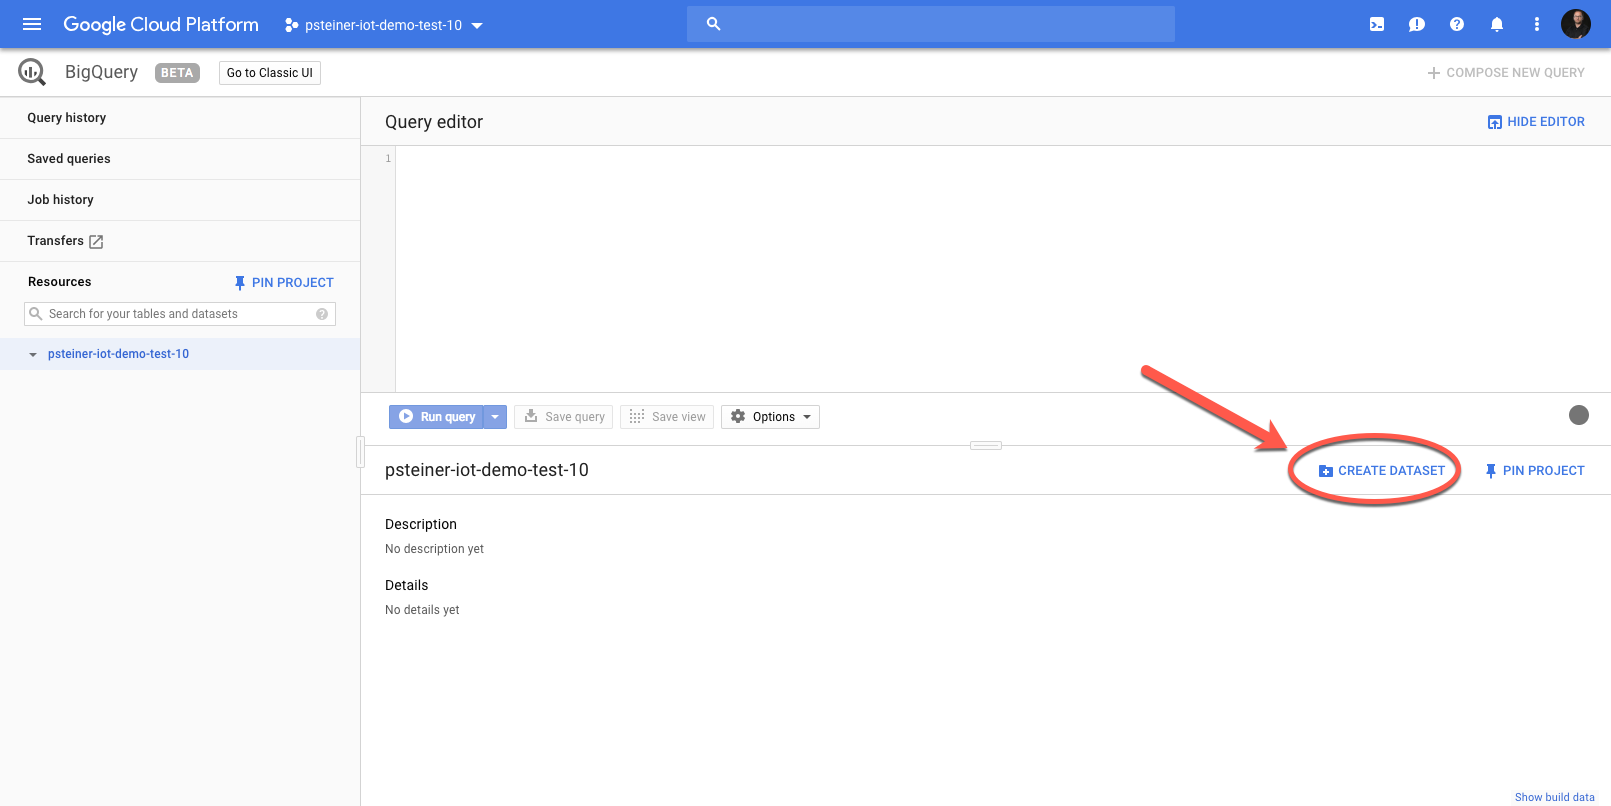 Google Cloud Platform
psteiner-iot-demo-test-10
BigQuery
BETA
Go to Classic UI
COMPOSE NEW QUERY
Query history
Saved queries
Job history
Transfers
Resources
PIN PROJECT
Search for your tables and datasets
psteiner-iot-demo-test-10
Query editor
HIDE EDITOR
1
Run query
Save query
Save view
Options
psteiner-iot-demo-test-10
CREATE DATASET
PIN PROJECT
Description
No description yet
Details
No details yet
Show build data